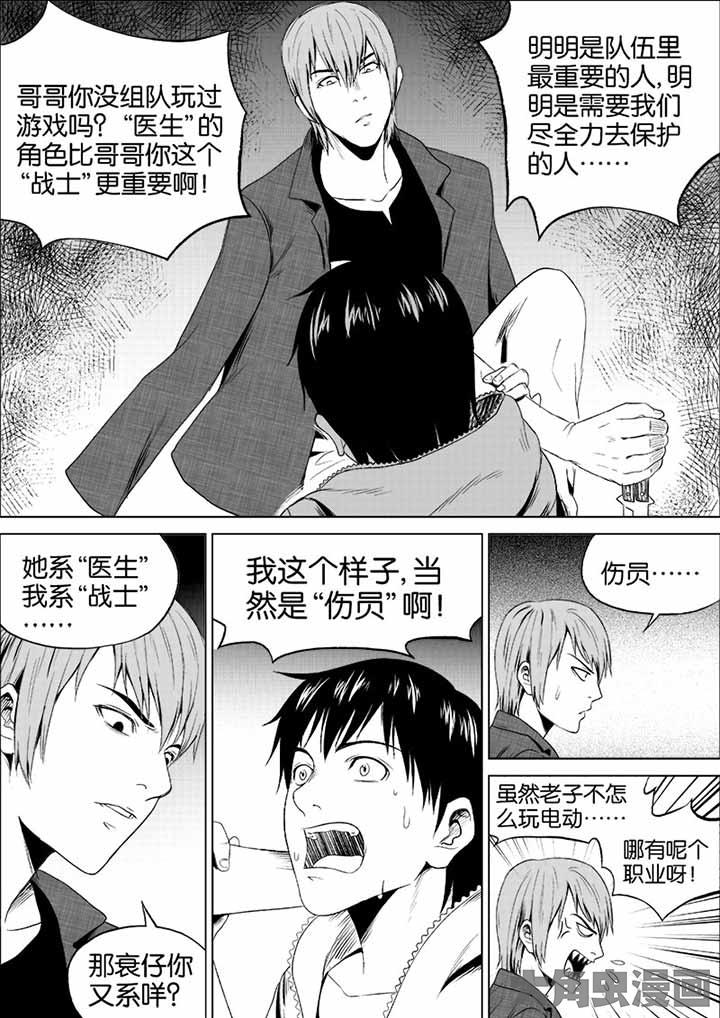 哥哥你没组队玩过
游戏吗？“医生”的
角色比哥哥你这个
“战士”更重要啊！
明明是队伍里
最重要的人，明
明是需要我们
尽全力去保护
的人……
她系“医生”
我系“战士”
……
那衰仔你
又系咩？
我这个样子，当
然是“伤员”啊！
伤员……
虽然老子不怎
么玩电动……
哪有呢个
职业呀！
七角虫漫画